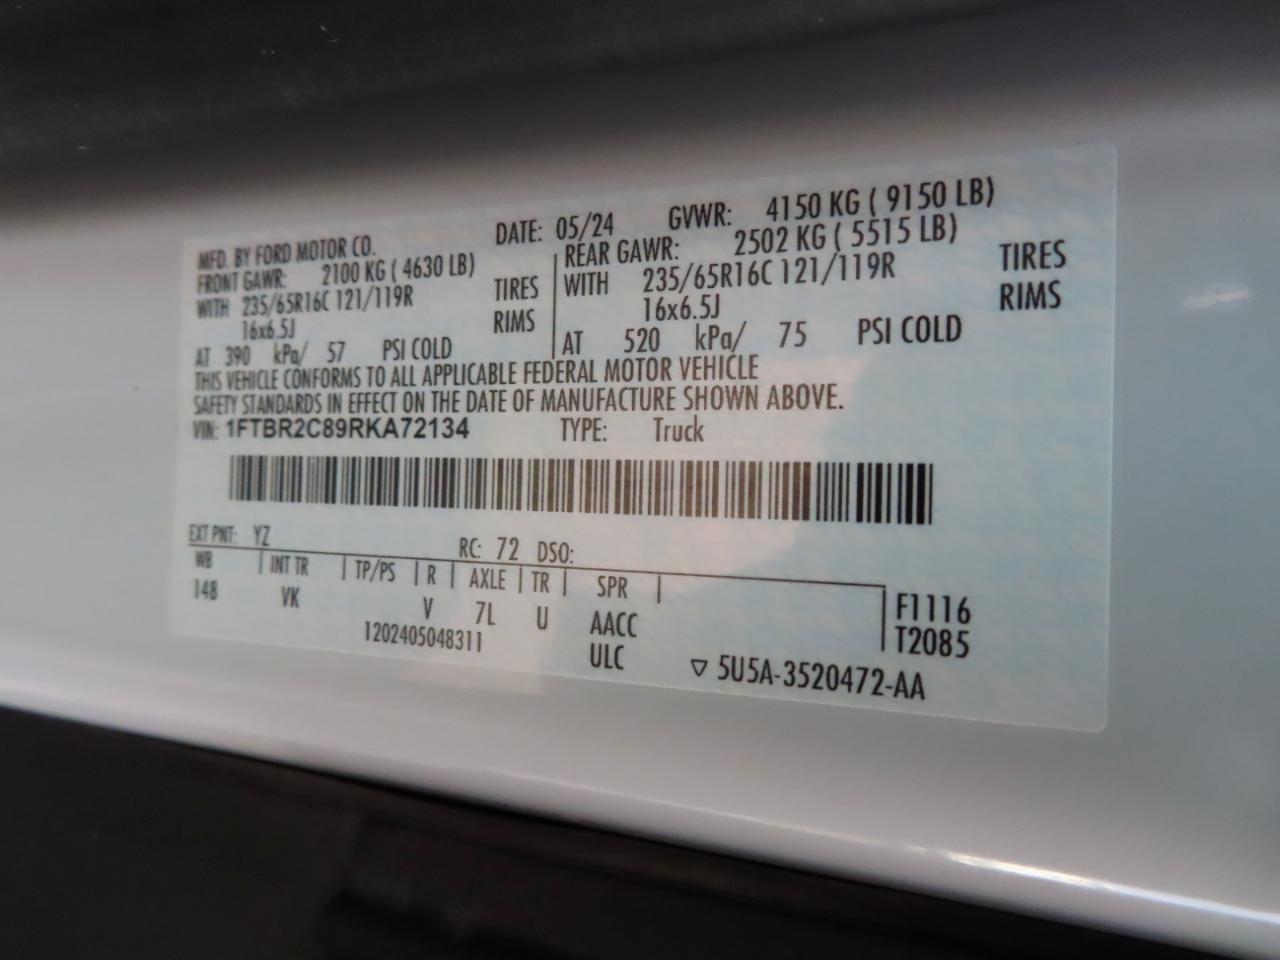 MFD. BY FORD MOTOR CO. DATE: 05/24 GVWR: 4150 KG ( 9150 LB)
FRONT GAWR: 2100 KG ( 4630 LB) REAR GAWR: 2502 KG ( 5515 LB)
WITH 235/65R16C 121/119R TIRES WITH 235/65R16C 121/119R TIRES
16x6.5J RIMS 16x6.5J RIMS
AT 390 kPa/ 57 PSI COLD AT 520 kPa/ 75 PSI COLD
THIS VEHICLE CONFORMS TO ALL APPLICABLE FEDERAL MOTOR VEHICLE
SAFETY STANDARDS IN EFFECT ON THE DATE OF MANUFACTURE SHOWN ABOVE.
VIN: 1FTBR2C89RKA72134 TYPE: Truck
EXT PNT: YZ RC: 72 DSO:
WB INT TR TP/PS R AXLE TR SPR
148 VK V 7L U AACC F1116
1202405048311 ULC T2085
▽ 5U5A-3520472-AA